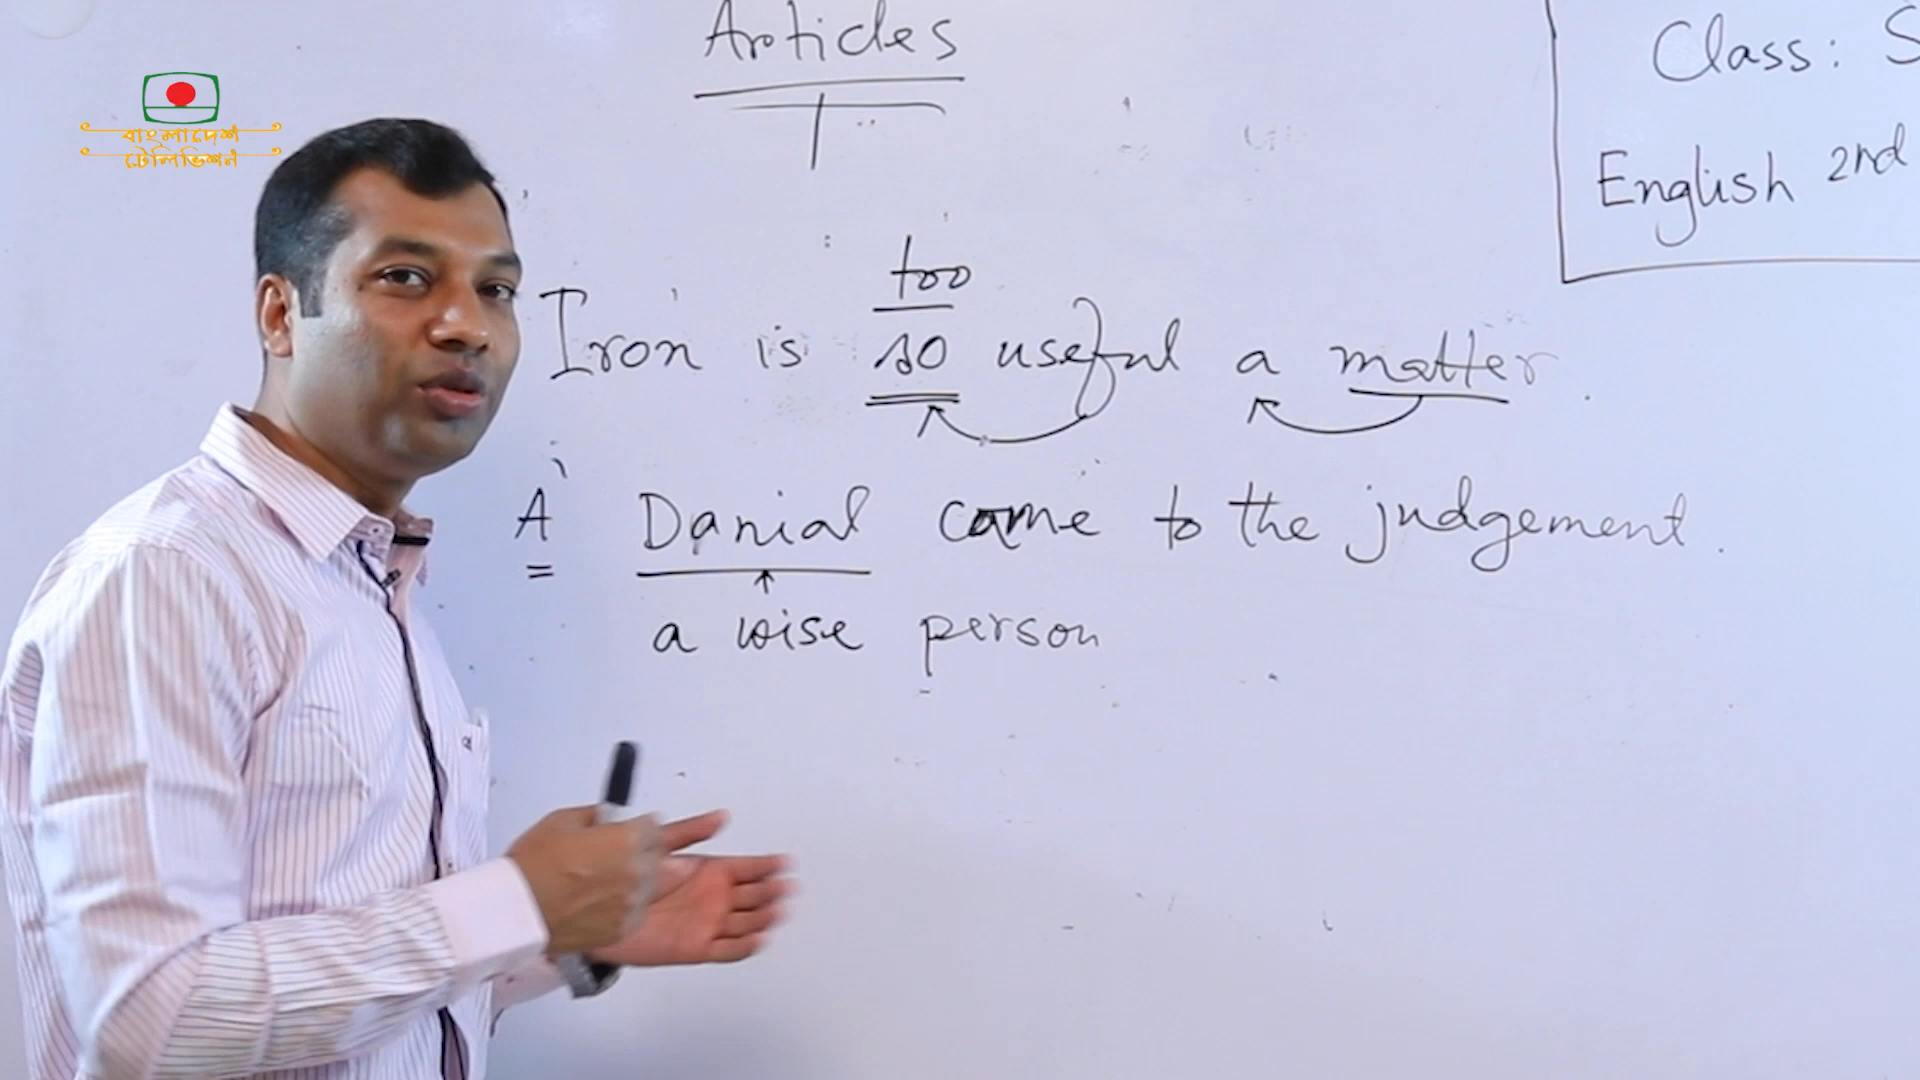 বাংলাদেশ
টেলিভিশন
Articles
Class: S
English 2nd
too
Iron is so useful a matter.
A Danial came to the judgement.
a wise person